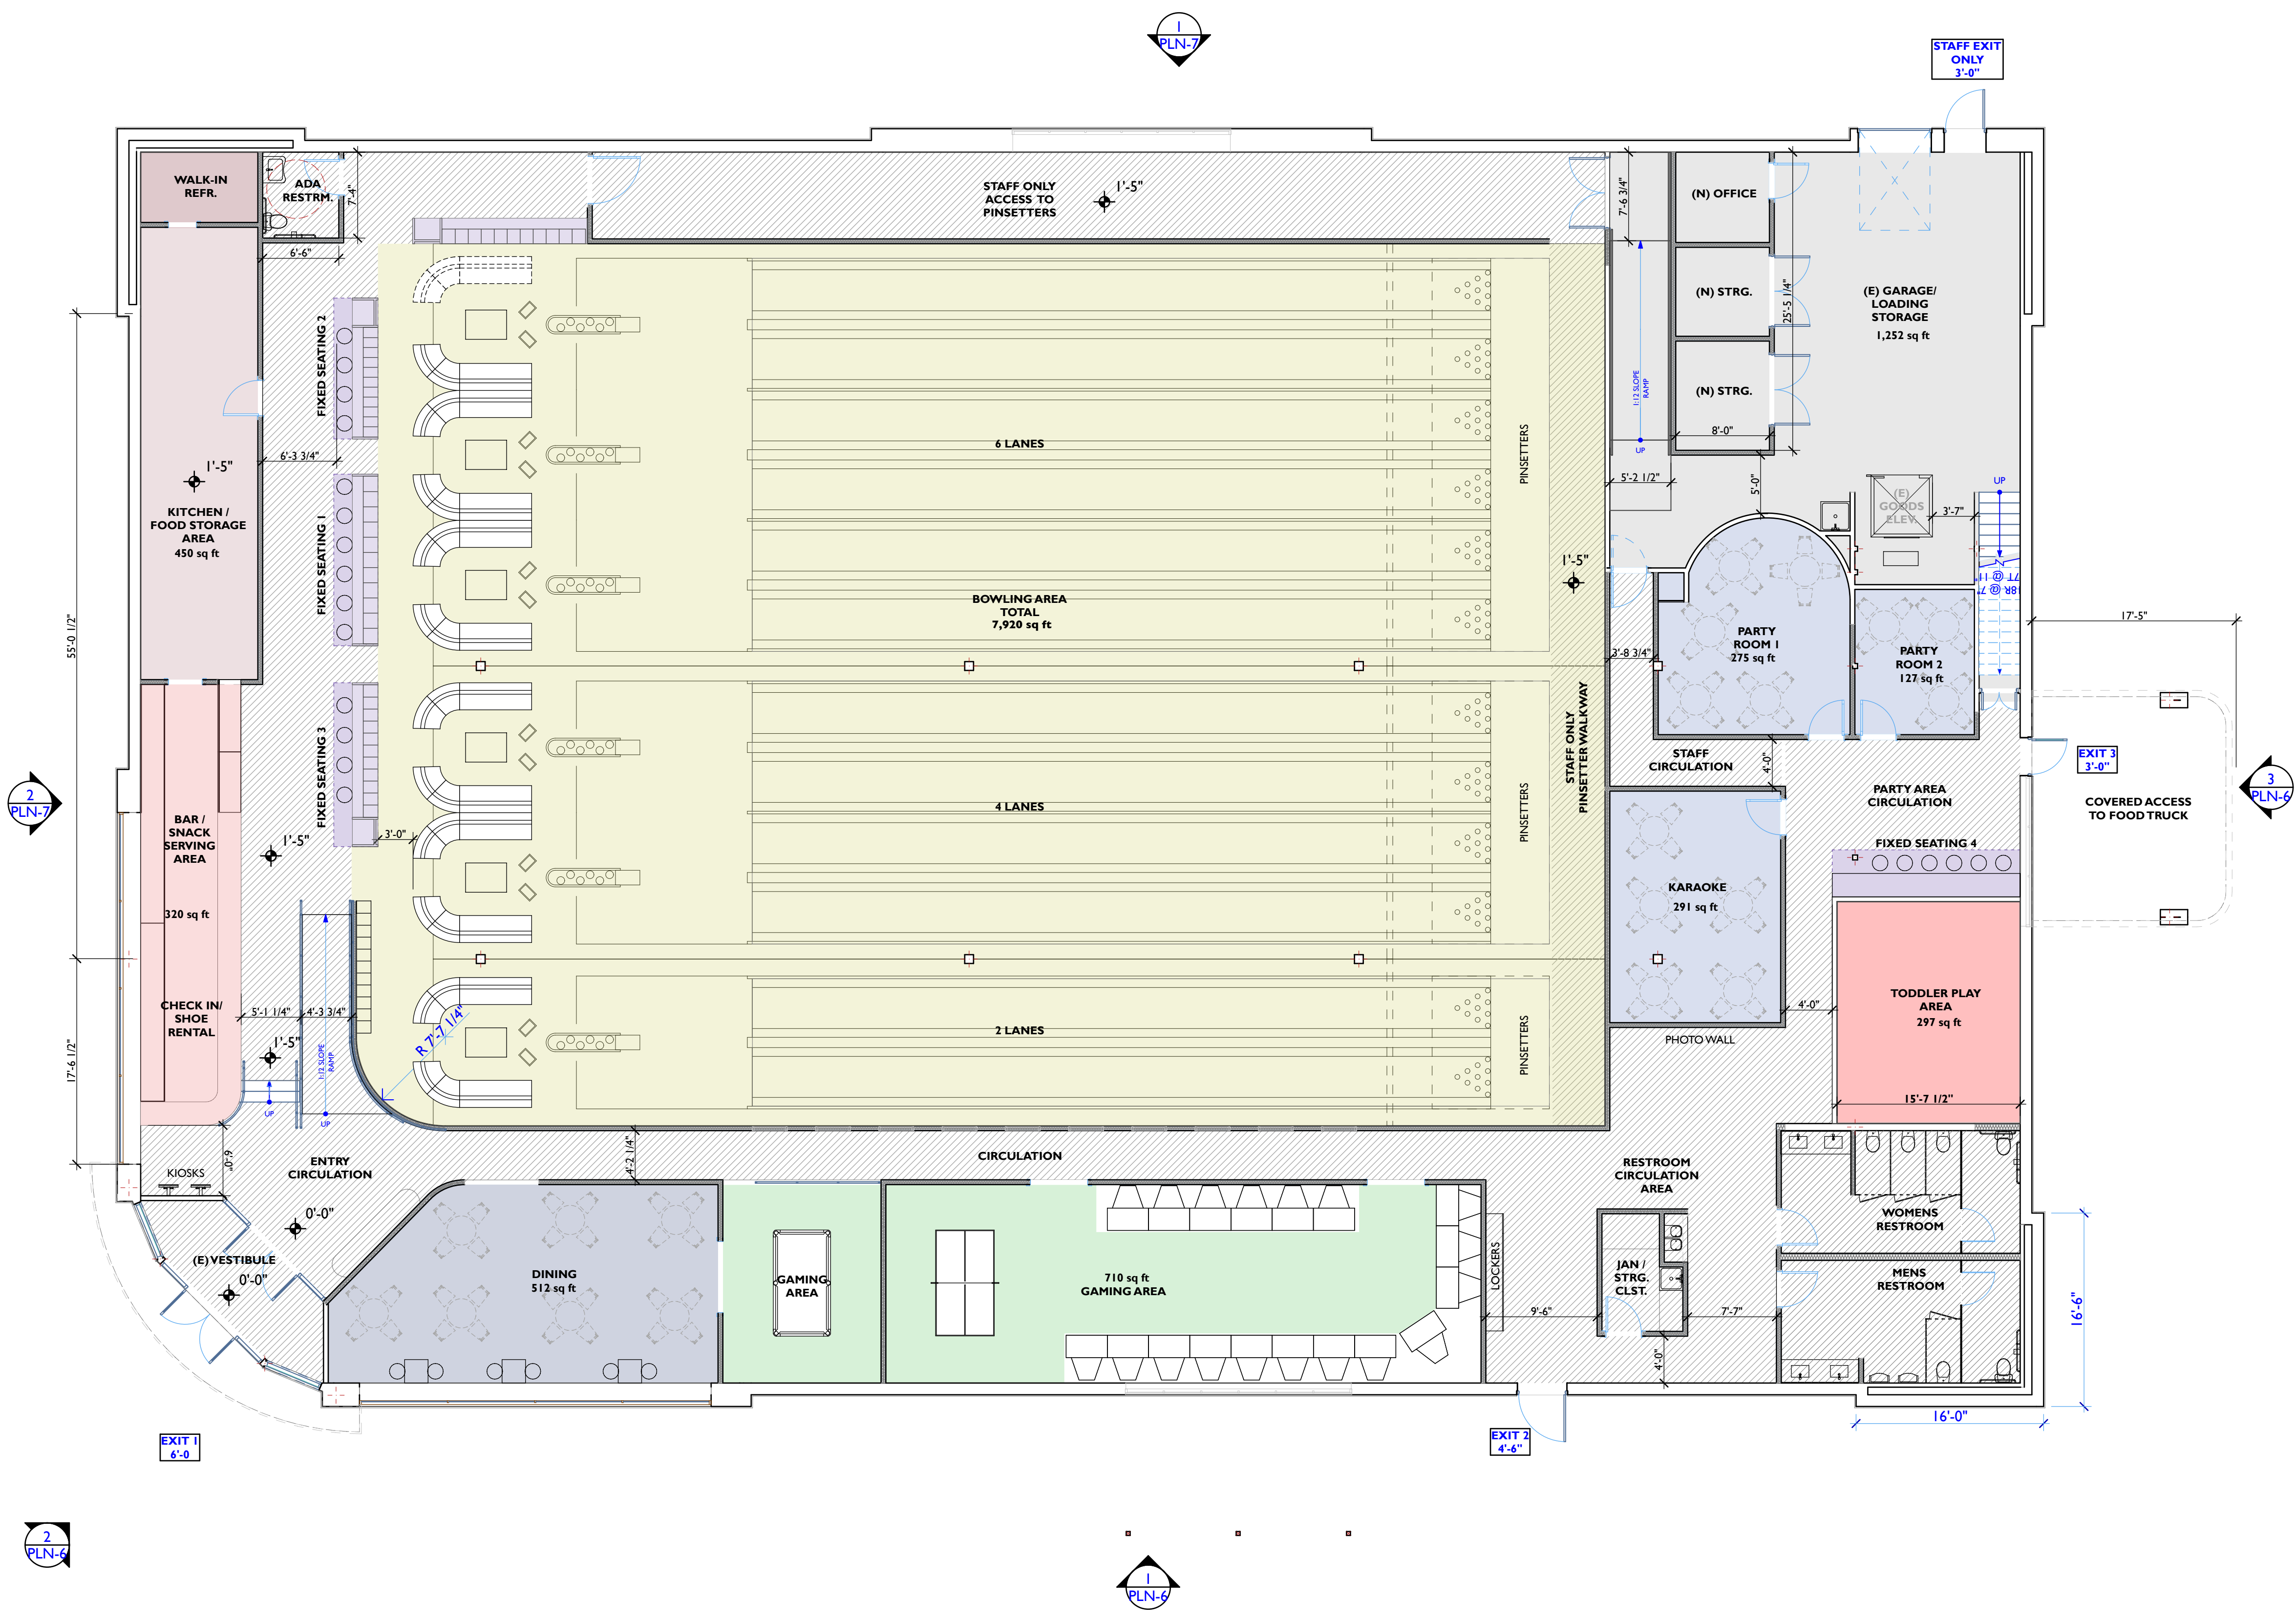 1
PLN-7
STAFF EXIT
ONLY
3'-0"
WALK-IN
REFR.
ADA
RESTRM.
7'-4"
6'-6"
STAFF ONLY
ACCESS TO
PINSETTERS
1'-5"
7'-6 3/4"
(N) OFFICE
(N) STRG.
(N) STRG.
25'-5 1/4"
8'-0"
(E) GARAGE/
LOADING
STORAGE
1,252 sq ft
1:12 SLOPE
RAMP
UP
5'-2 1/2"
5'-0"
(E)
GOODS
ELEV.
3'-7"
UP
18R @ 7"
17T @ 11"
FIXED SEATING 2
6'-3 3/4"
1'-5"
KITCHEN /
FOOD STORAGE
AREA
450 sq ft
FIXED SEATING 1
6 LANES
PINSETTERS
BOWLING AREA
TOTAL
7,920 sq ft
1'-5"
55'-0 1/2"
17'-5"
3'-8 3/4"
PARTY
ROOM 1
275 sq ft
PARTY
ROOM 2
127 sq ft
STAFF ONLY
PINSETTER WALKWAY
STAFF
CIRCULATION
4'-0"
EXIT 3
3'-0"
PARTY AREA
CIRCULATION
COVERED ACCESS
TO FOOD TRUCK
3
PLN-6
2
PLN-7
FIXED SEATING 3
BAR /
SNACK
SERVING
AREA
1'-5"
3'-0"
4 LANES
PINSETTERS
FIXED SEATING 4
KARAOKE
291 sq ft
320 sq ft
CHECK IN/
SHOE
RENTAL
5'-1 1/4"
4'-3 3/4"
1'-5"
1:12 SLOPE
RAMP
UP
UP
R 7'-7 1/4"
2 LANES
PINSETTERS
4'-0"
TODDLER PLAY
AREA
297 sq ft
PHOTO WALL
15'-7 1/2"
17'-6 1/2"
6'-0"
KIOSKS
ENTRY
CIRCULATION
4'-2 1/4"
CIRCULATION
RESTROOM
CIRCULATION
AREA
0'-0"
(E) VESTIBULE
0'-0"
DINING
512 sq ft
GAMING
AREA
710 sq ft
GAMING AREA
LOCKERS
9'-6"
JAN /
STRG.
CLST.
7'-7"
4'-0"
WOMENS
RESTROOM
MENS
RESTROOM
16'-6"
16'-0"
EXIT 1
6'-0
EXIT 2
4'-6"
2
PLN-6
1
PLN-6